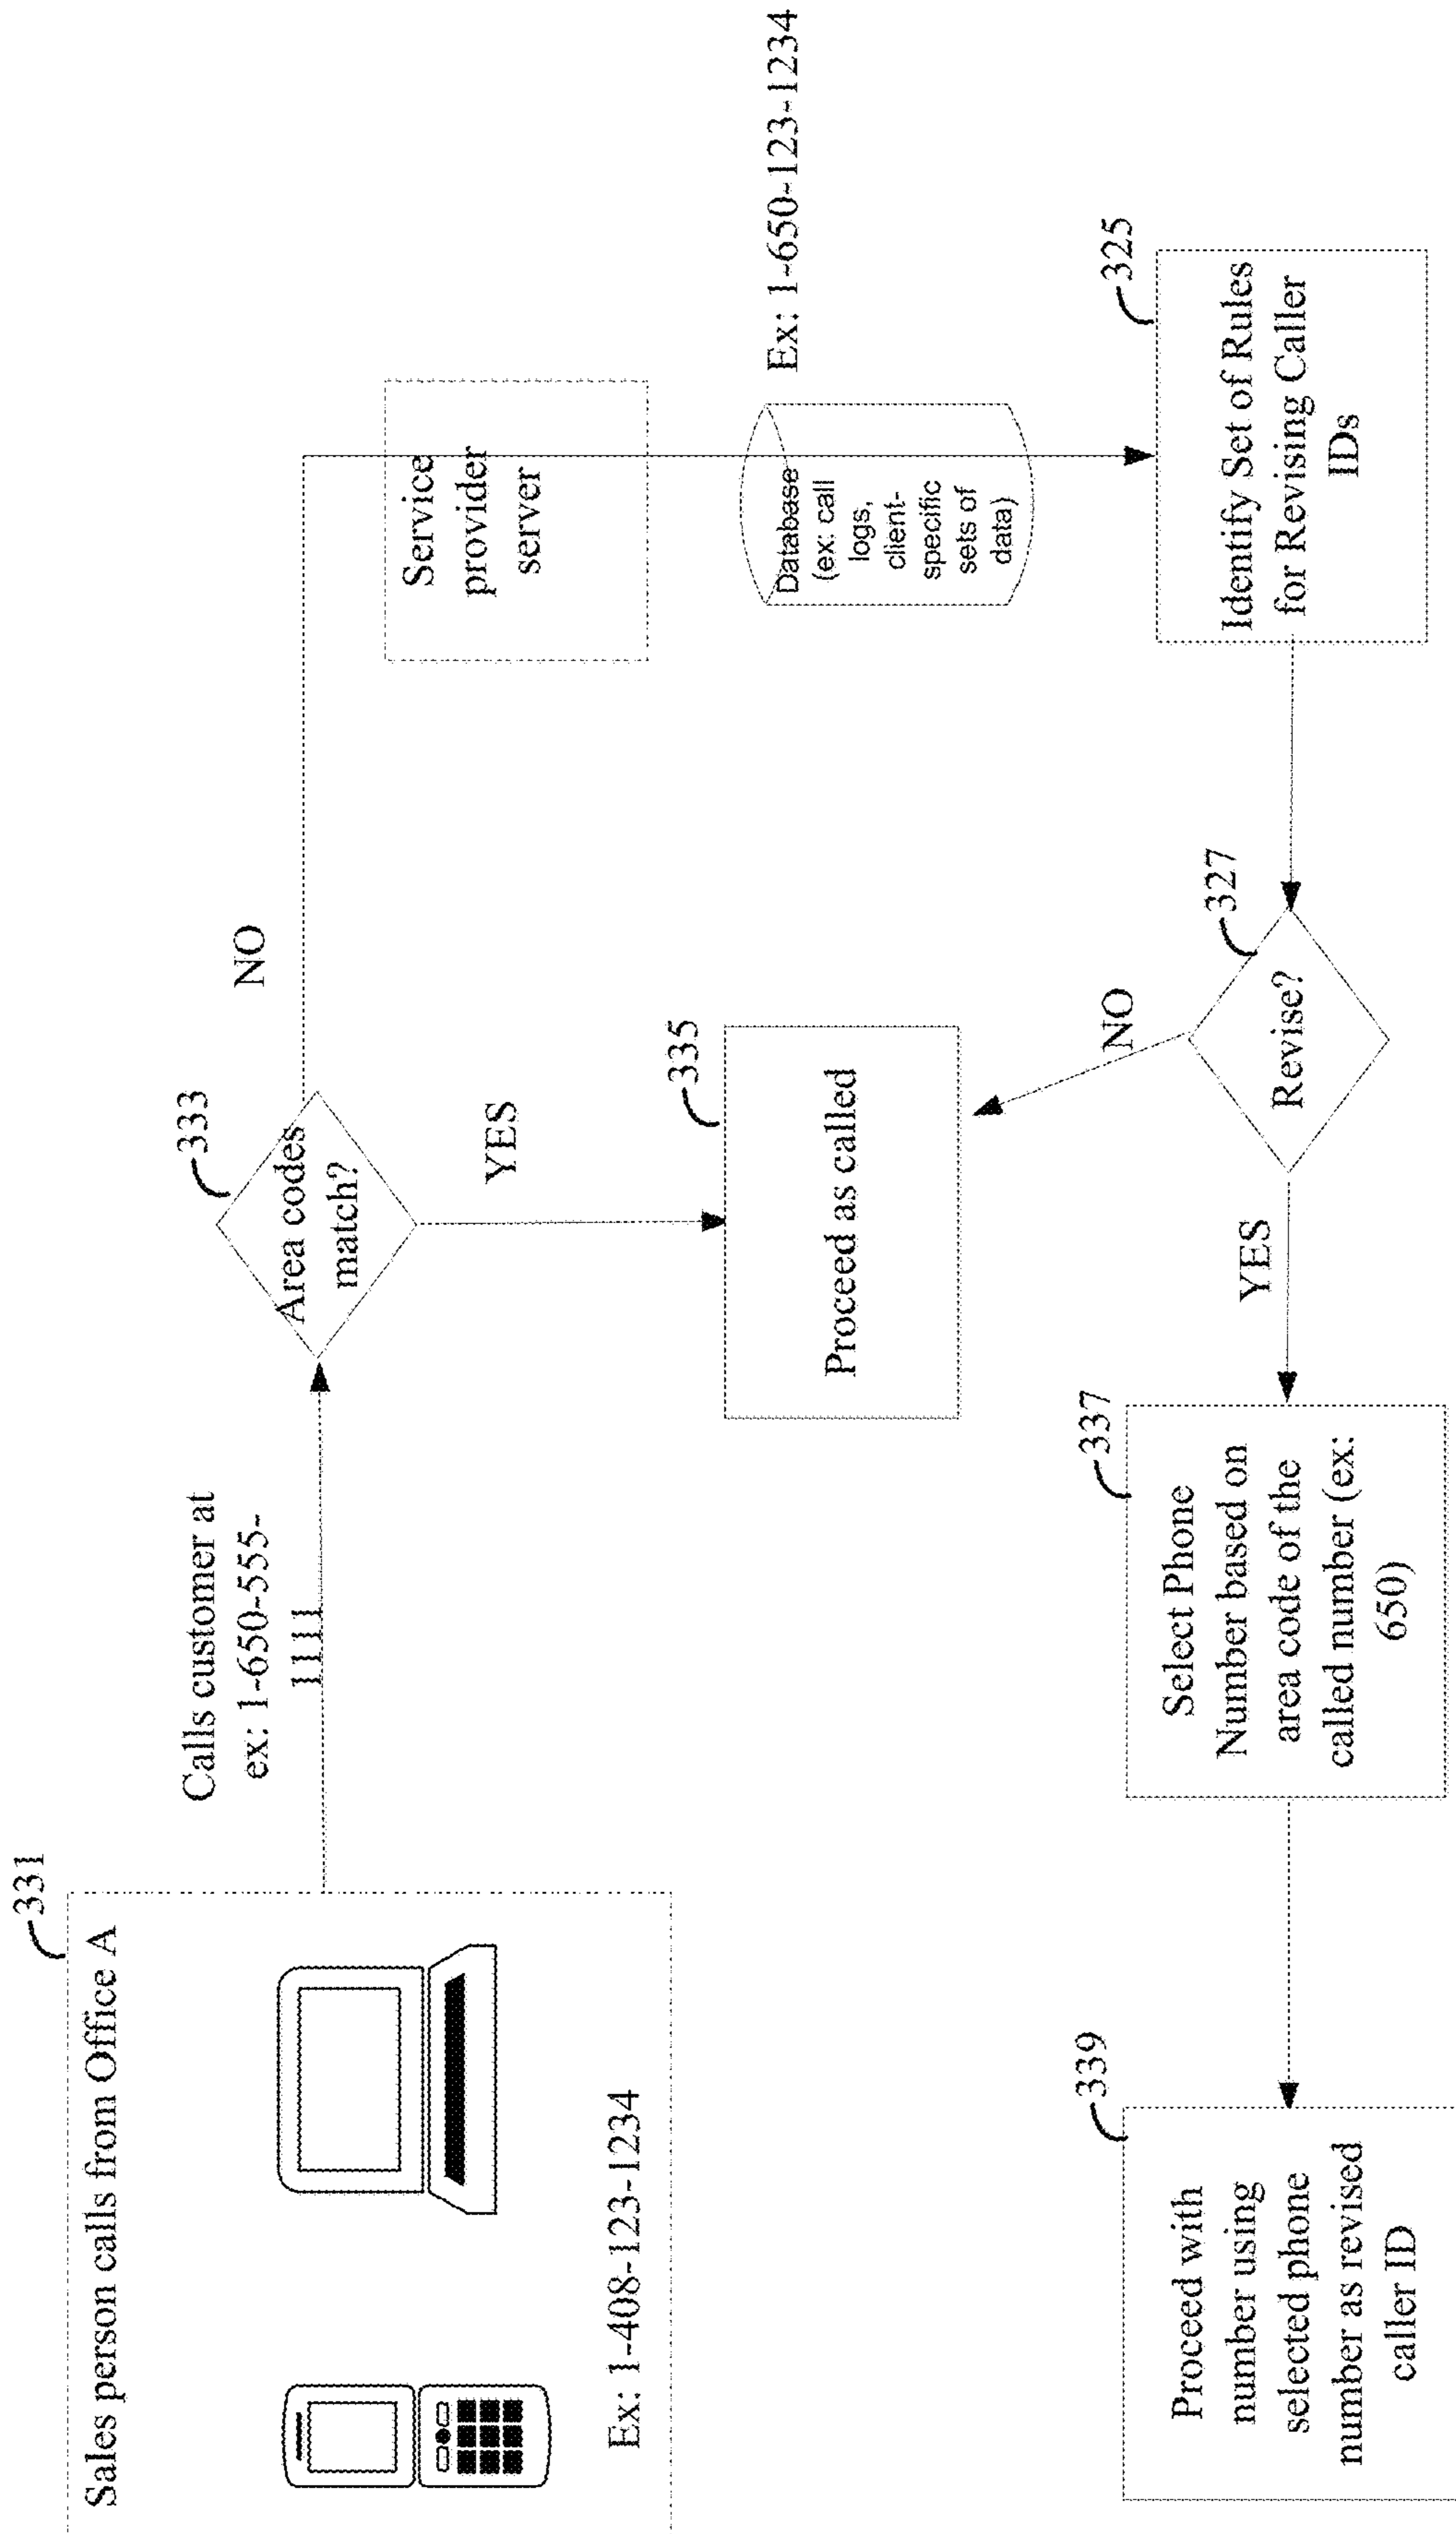 331
Sales person calls from Office A
Ex: 1-408-123-1234
Calls customer at
ex: 1-650-555-
1111
333
Area codes
match?
NO
YES
Service
provider
server
Database
(ex: call
logs,
client-
specific
sets of
data)
Ex: 1-650-123-1234
335
Proceed as called
325
Identify Set of Rules
for Revising Caller
IDs
327
Revise?
NO
YES
337
Select Phone
Number based on
area code of the
called number (ex:
650)
339
Proceed with
number using
selected phone
number as revised
caller ID